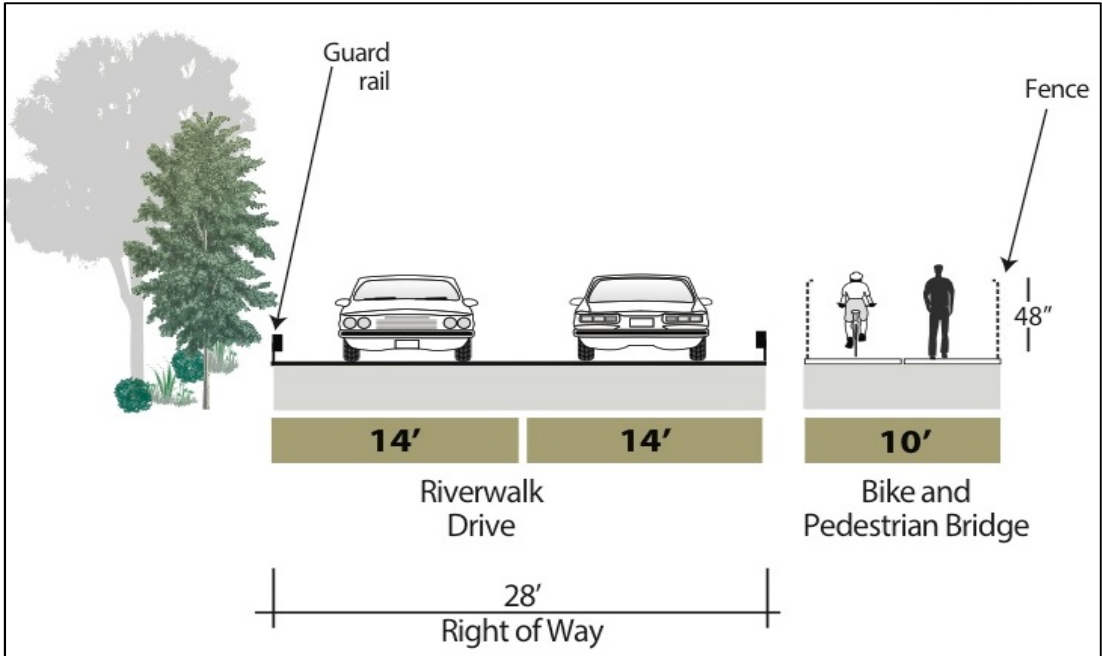 Guard
rail
Fence
48”
14’
14’
10’
Riverwalk
Drive
Bike and
Pedestrian Bridge
28’
Right of Way